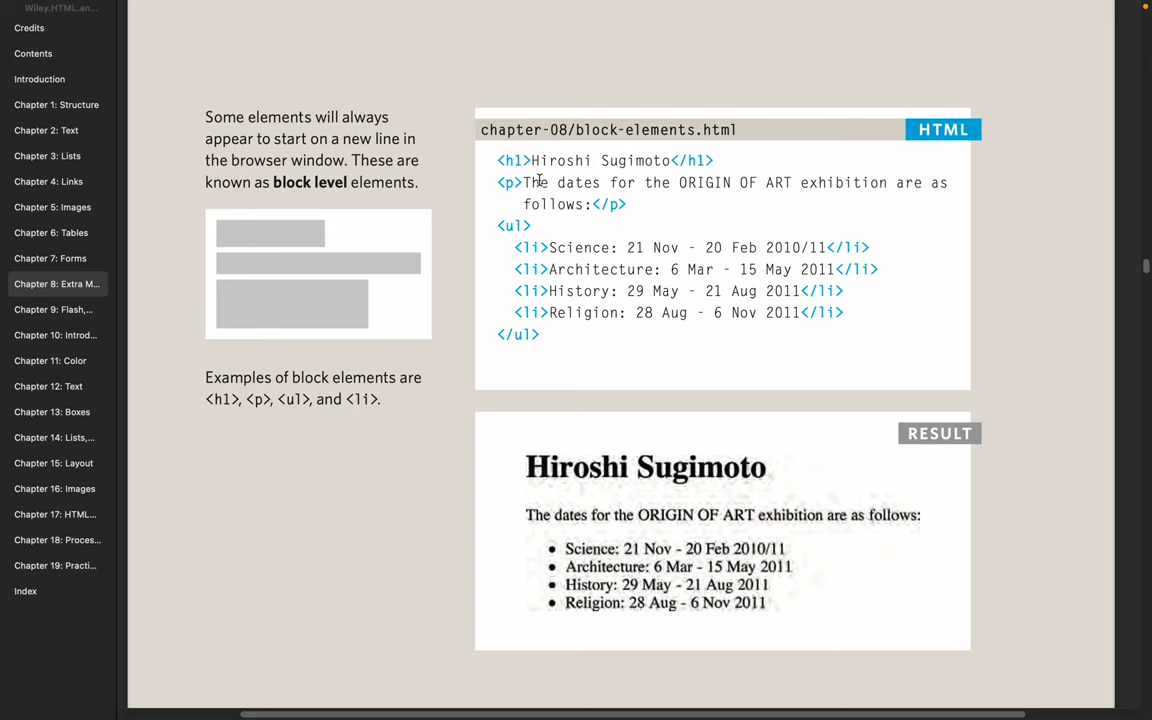 Wiley.HTML.an...
Credits
Contents
Introduction
Chapter 1: Structure
Chapter 2: Text
Chapter 3: Lists
Chapter 4: Links
Chapter 5: Images
Chapter 6: Tables
Chapter 7: Forms
Chapter 8: Extra M...
Chapter 9: Flash,...
Chapter 10: Introd...
Chapter 11: Color
Chapter 12: Text
Chapter 13: Boxes
Chapter 14: Lists,...
Chapter 15: Layout
Chapter 16: Images
Chapter 17: HTML...
Chapter 18: Proces...
Chapter 19: Practi...
Index
Some elements will always
appear to start on a new line in
the browser window. These are
known as block level elements.
Examples of block elements are
<h1>, <p>, <ul>, and <li>.
chapter-08/block-elements.html
HTML
<h1>Hiroshi Sugimoto</h1>
<p>The dates for the ORIGIN OF ART exhibition are as
follows:</p>
<ul>
<li>Science: 21 Nov - 20 Feb 2010/11</li>
<li>Architecture: 6 Mar - 15 May 2011</li>
<li>History: 29 May - 21 Aug 2011</li>
<li>Religion: 28 Aug - 6 Nov 2011</li>
</ul>
RESULT
Hiroshi Sugimoto
The dates for the ORIGIN OF ART exhibition are as follows:
• Science: 21 Nov - 20 Feb 2010/11
• Architecture: 6 Mar - 15 May 2011
• History: 29 May - 21 Aug 2011
• Religion: 28 Aug - 6 Nov 2011